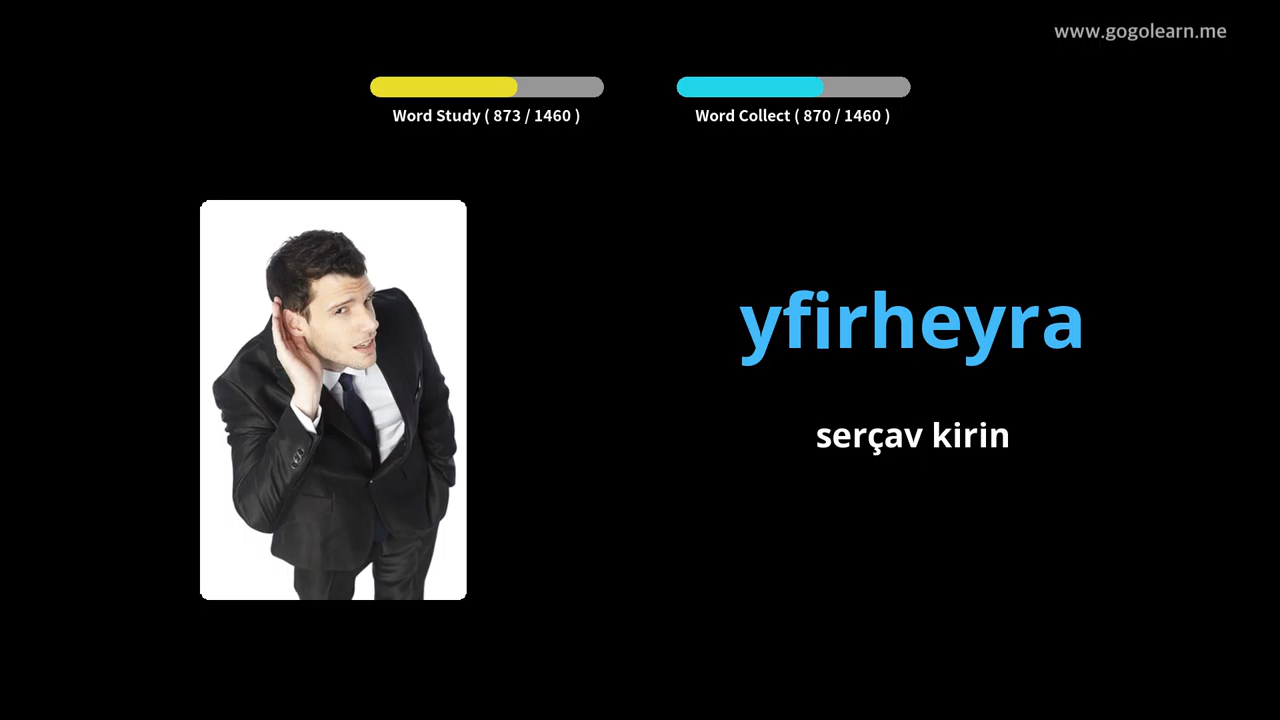 www.gogolearn.me
Word Study ( 873 / 1460 )
Word Collect ( 870 / 1460 )
yfirheyra
serçav kirin